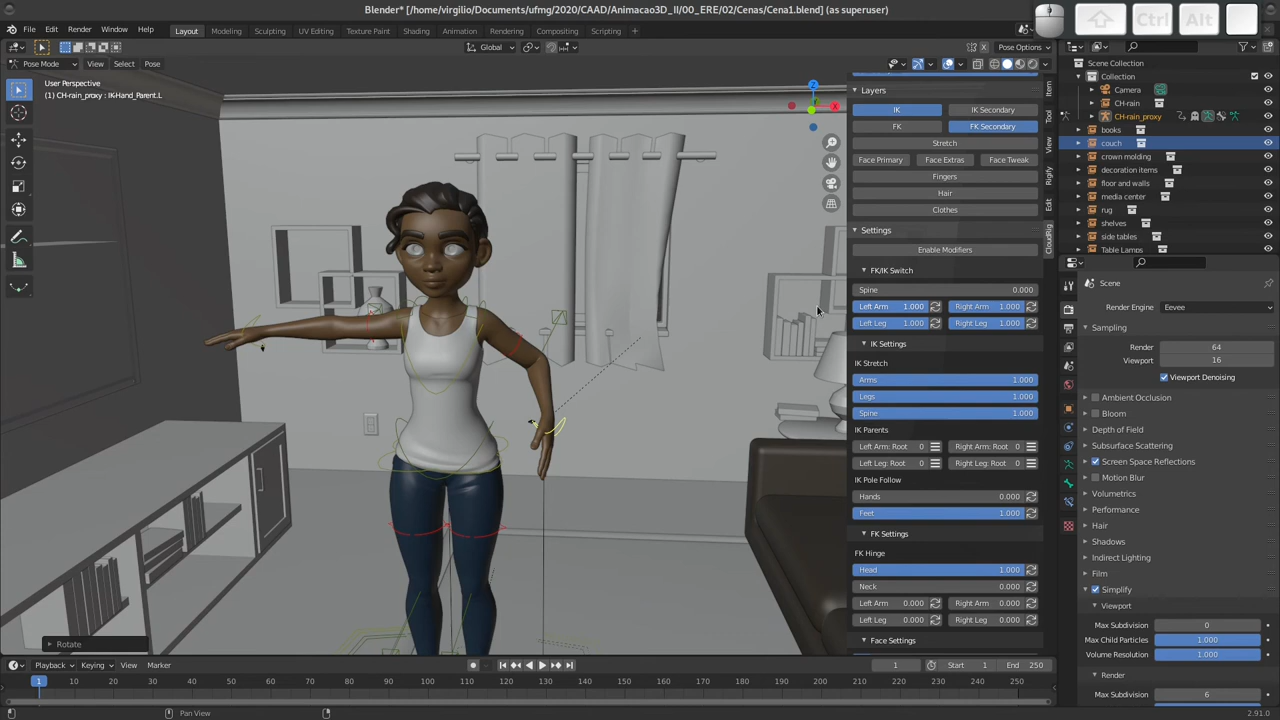 Blender* [/home/virgilio/Documents/ufmg/2020/CAAD/Animacao3D_II/00_ERE/02/Cenas/Cena1.blend] (as superuser)
Ctrl
Alt
File Edit Render Window Help
Layout Modeling Sculpting UV Editing Texture Paint Shading Animation Rendering Compositing Scripting +
Global
Pose Options
Pose Mode View Select Pose
User Perspective
(1) CH-rain_proxy : IK-Hand_Parent.L
Z
X
Layers
IK IK Secondary
FK FK Secondary
Stretch
Face Primary Face Extras Face Tweak
Fingers
Hair
Clothes
Settings
Enable Modifiers
FK/IK Switch
Spine 0.000
Left Arm 1.000 Right Arm 1.000
Left Leg 1.000 Right Leg 1.000
IK Settings
IK Stretch
Arms 1.000
Legs 1.000
Spine 1.000
IK Parents
Left Arm: Root 0 Right Arm: Root 0
Left Leg: Root 0 Right Leg: Root 0
IK Pole Follow
Hands 0.000
Feet 1.000
FK Settings
FK Hinge
Head 1.000
Neck 0.000
Left Arm 0.000 Right Arm 0.000
Left Leg 0.000 Right Leg 0.000
Face Settings
Item
Tool
View
Rigify
Edit
CloudRig
Scene Collection
Collection
Camera
CH-rain
CH-rain_proxy
books
couch
crown molding
decoration items
floor and walls
media center
rug
shelves
side tables
Table Lamps
Scene
Render Engine Eevee
Sampling
Render 64
Viewport 16
Viewport Denoising
Ambient Occlusion
Bloom
Depth of Field
Subsurface Scattering
Screen Space Reflections
Motion Blur
Volumetrics
Performance
Hair
Shadows
Indirect Lighting
Film
Simplify
Viewport
Max Subdivision 0
Max Child Particles 1.000
Volume Resolution 1.000
Render
Max Subdivision 6
Rotate
Playback Keying View Marker
1 Start 1 End 250
1 10 20 30 40 50 60 70 80 90 100 110 120 130 140 150 160 170 180 190 200 210 220 230 240 250
Pan View
2.91.0